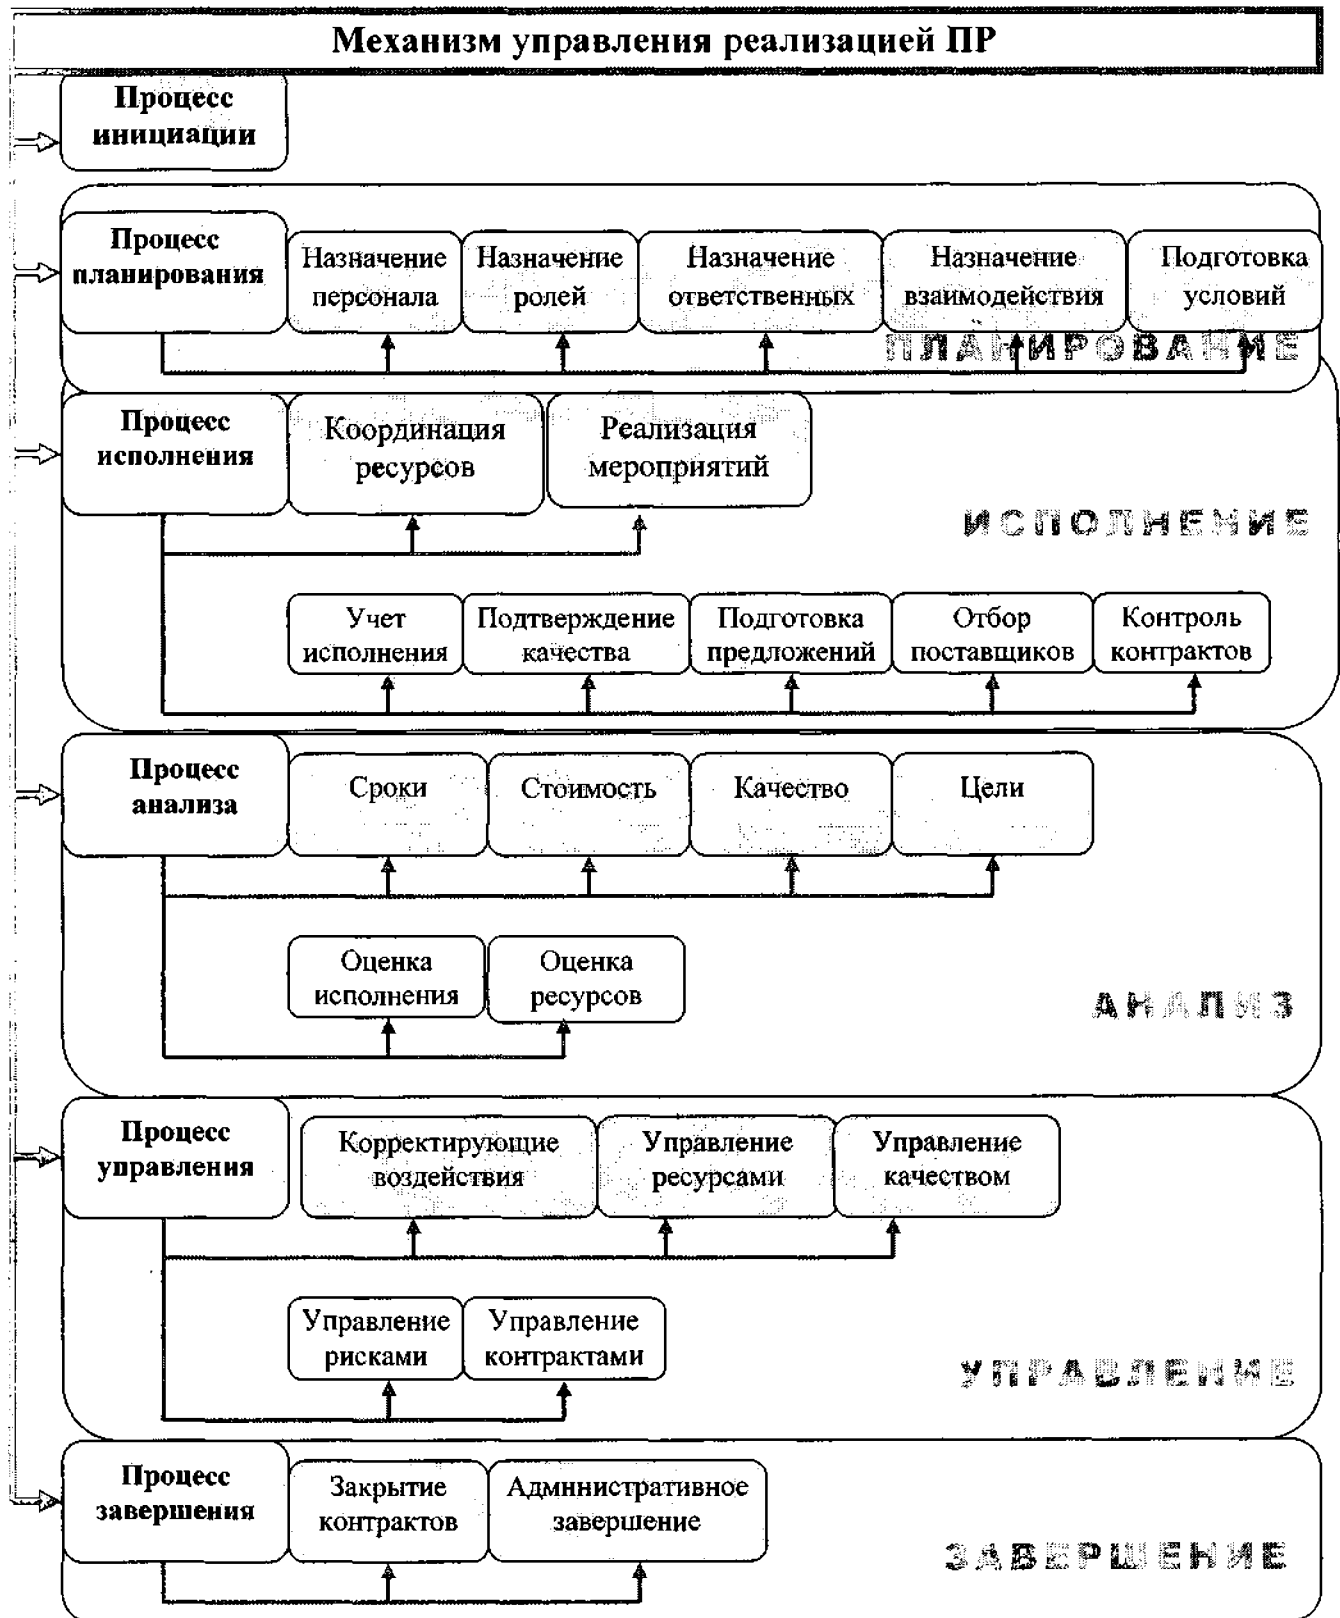 Механизм управления реализацией ПР
Процесс
инициации
Процесс
планирования
Назначение
персонала
Назначение
ролей
Назначение
ответственных
Назначение
взаимодействия
Подготовка
условий
ПЛАНИРОВАНИЕ
Процесс
исполнения
Координация
ресурсов
Реализация
мероприятий
ИСПОЛНЕНИЕ
Учет
исполнения
Подтверждение
качества
Подготовка
предложений
Отбор
поставщиков
Контроль
контрактов
Процесс
анализа
Сроки
Стоимость
Качество
Цели
Оценка
исполнения
Оценка
ресурсов
АНАЛИЗ
Процесс
управления
Корректирующие
воздействия
Управление
ресурсами
Управление
качеством
Управление
рисками
Управление
контрактами
УПРАВЛЕНИЕ
Процесс
завершения
Закрытие
контрактов
Административное
завершение
ЗАВЕРШЕНИЕ